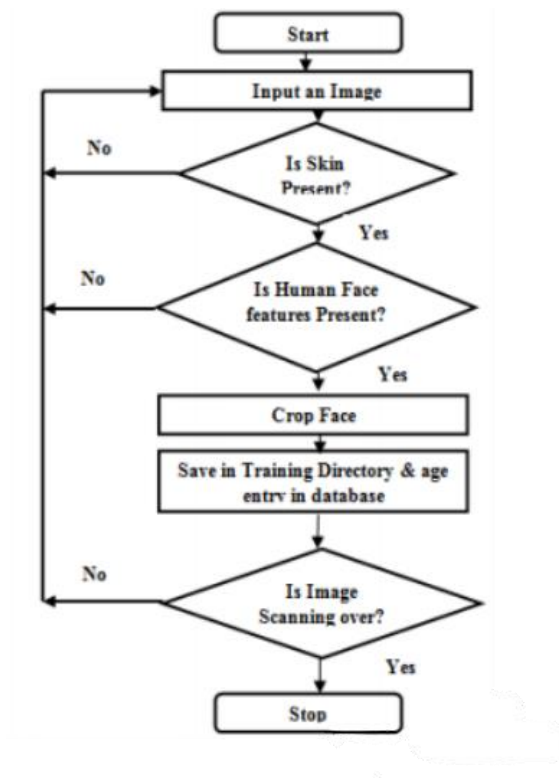 Start
Input an Image
No
Is Skin
Present?
Yes
No
Is Human Face
features Present?
Yes
Crop Face
Save in Training Directory & age
entry in database
No
Is Image
Scanning over?
Yes
Stop